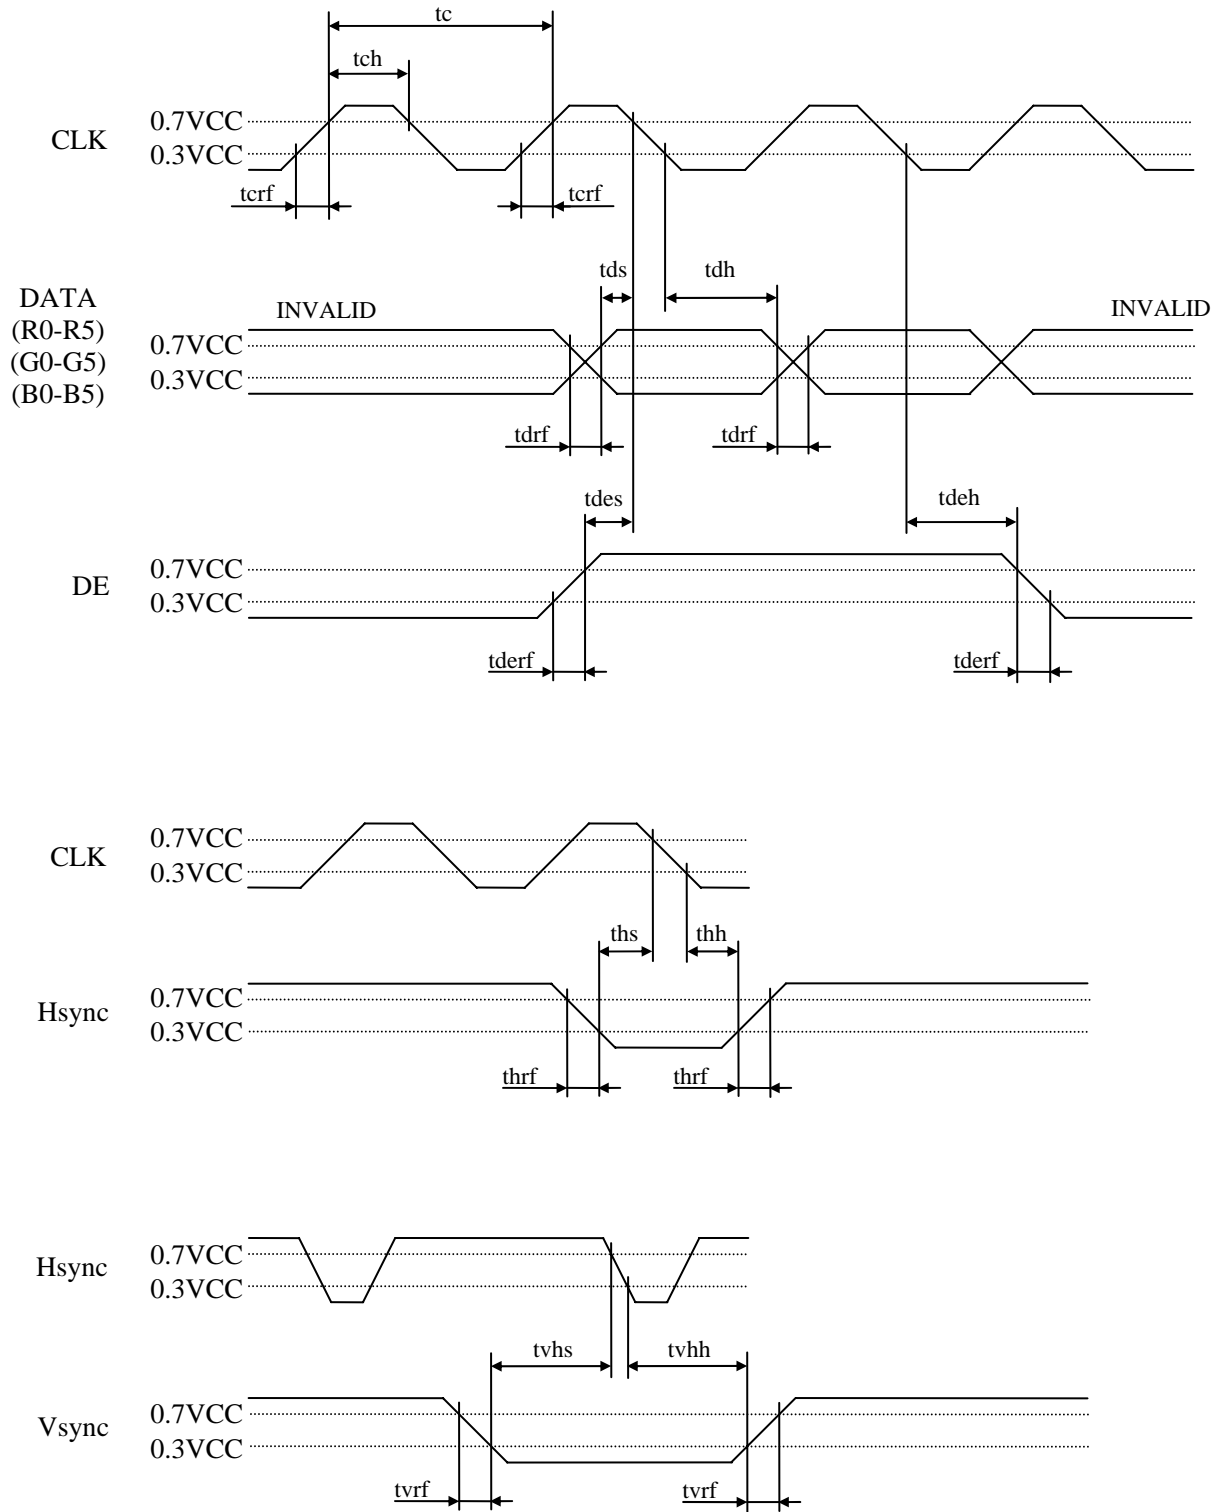 tc
tch
CLK
0.7VCC
0.3VCC
tcrf
tcrf
tds
tdh
DATA
(R0-R5)
(G0-G5)
(B0-B5)
INVALID
INVALID
0.7VCC
0.3VCC
tdrf
tdrf
tdes
tdeh
DE
0.7VCC
0.3VCC
tderf
tderf
CLK
0.7VCC
0.3VCC
ths
thh
Hsync
0.7VCC
0.3VCC
thrf
thrf
Hsync
0.7VCC
0.3VCC
tvhs
tvhh
Vsync
0.7VCC
0.3VCC
tvrf
tvrf